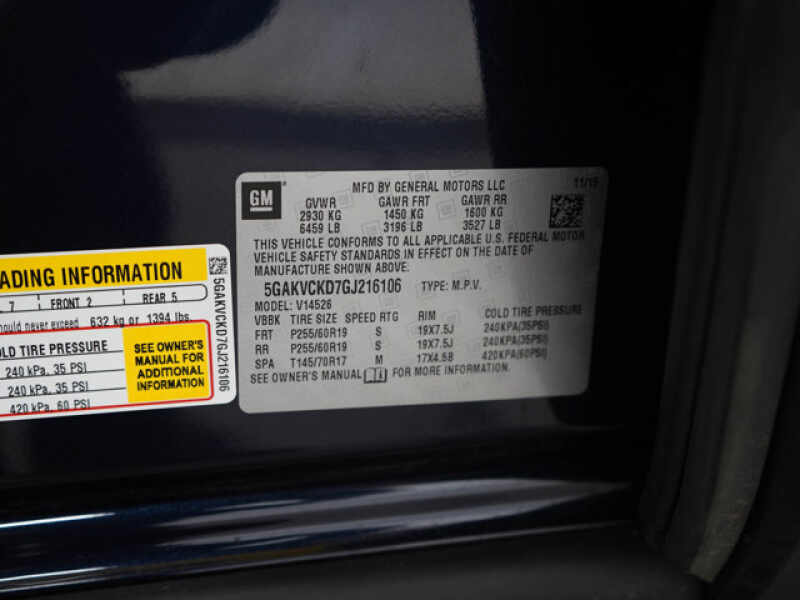 GM
MFD BY GENERAL MOTORS LLC 11/15
GVWR GAWR FRT GAWR RR
2930 KG 1450 KG 1600 KG
6459 LB 3196 LB 3527 LB
THIS VEHICLE CONFORMS TO ALL APPLICABLE U.S. FEDERAL MOTOR
VEHICLE SAFETY STANDARDS IN EFFECT ON THE DATE OF
MANUFACTURE SHOWN ABOVE.
5GAKVCKD7GJ216106 TYPE: M.P.V.
MODEL: V14526
VBBK TIRE SIZE SPEED RTG RIM COLD TIRE PRESSURE
FRT P255/60R19 S 19X7.5J 240KPA(35PSI)
RR P255/60R19 S 19X7.5J 240KPA(35PSI)
SPA T145/70R17 M 17X4.5B 420KPA(60PSI)
SEE OWNER'S MANUAL FOR MORE INFORMATION.
ADING INFORMATION
7 FRONT 2 REAR 5
should never exceed 632 kg or 1394 lbs.
OLD TIRE PRESSURE
240 kPa, 35 PSI
240 kPa, 35 PSI
420 kPa, 60 PSI
SEE OWNER'S
MANUAL FOR
ADDITIONAL
INFORMATION
5GAKVCKD7GJ216106